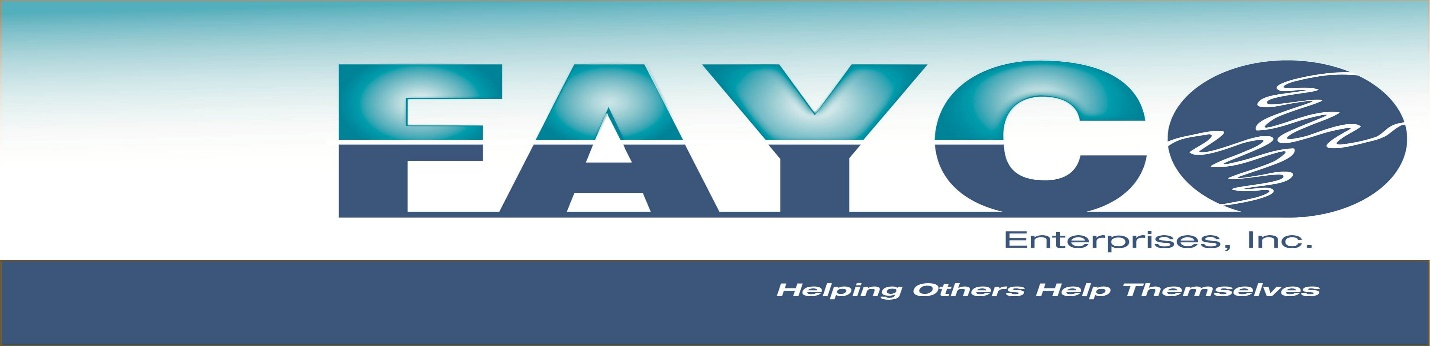 FAYCO
Enterprises, Inc.
Helping Others Help Themselves